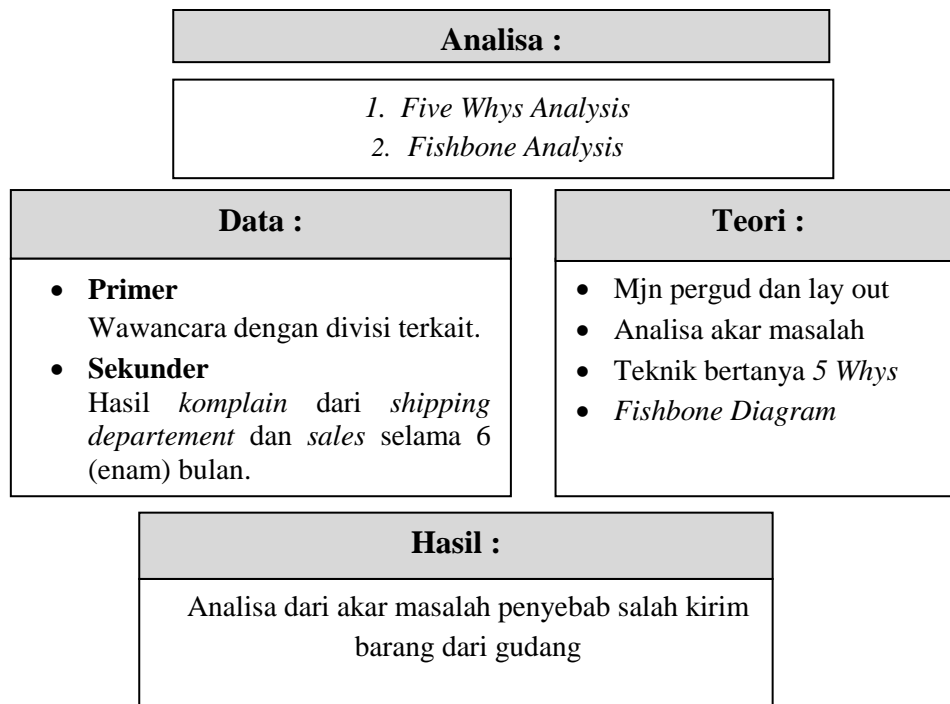 Analisa :
1. Five Whys Analysis
2. Fishbone Analysis
Data :
• Primer
Wawancara dengan divisi terkait.
• Sekunder
Hasil komplain dari shipping
departement dan sales selama 6
(enam) bulan.
Teori :
• Mjn pergud dan lay out
• Analisa akar masalah
• Teknik bertanya 5 Whys
• Fishbone Diagram
Hasil :
Analisa dari akar masalah penyebab salah kirim
barang dari gudang